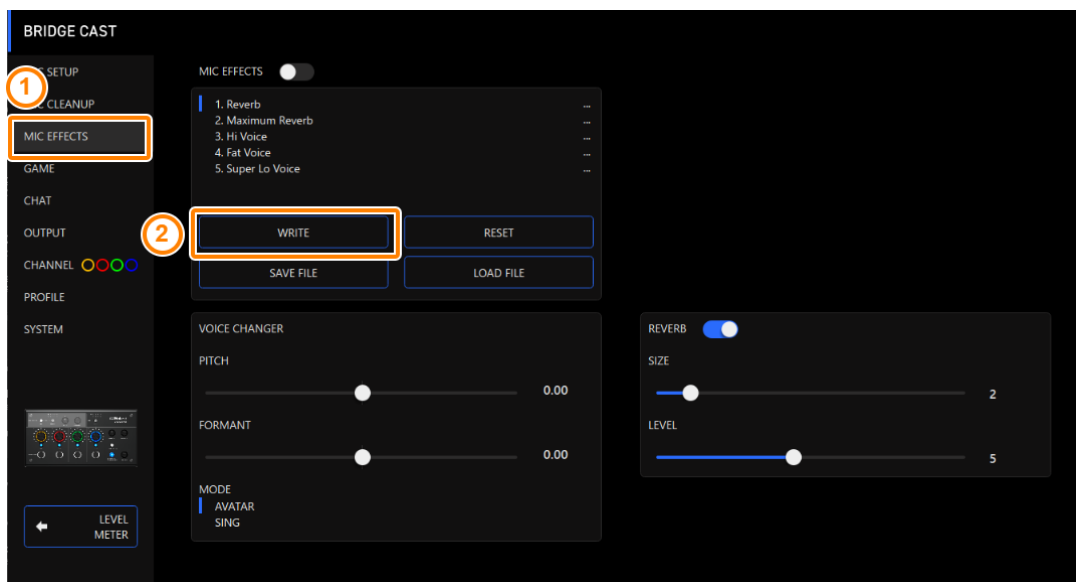 BRIDGE CAST
1
SETUP
CLEANUP
MIC EFFECTS
GAME
CHAT
OUTPUT
CHANNEL
PROFILE
SYSTEM
LEVEL
METER
MIC EFFECTS
1. Reverb ...
2. Maximum Reverb ...
3. Hi Voice ...
4. Fat Voice ...
5. Super Lo Voice ...
2
WRITE RESET
SAVE FILE LOAD FILE
VOICE CHANGER
PITCH
0.00
FORMANT
0.00
MODE
AVATAR
SING
REVERB
SIZE
2
LEVEL
5